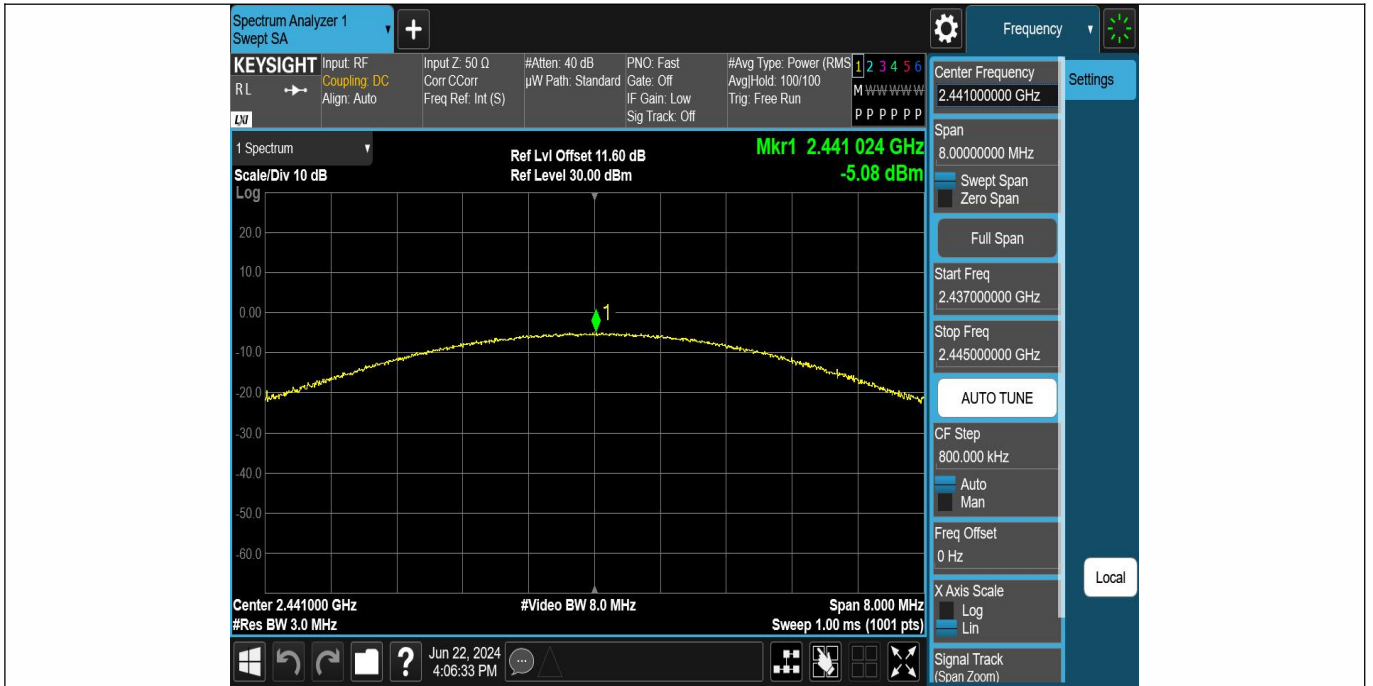 Spectrum Analyzer 1
Swept SA
+
Frequency
KEYSIGHT
R L
LXI
Input: RF
Coupling: DC
Align: Auto
Input Z: 50 Ω
Corr CCorr
Freq Ref: Int (S)
#Atten: 40 dB
µW Path: Standard
PNO: Fast
Gate: Off
IF Gain: Low
Sig Track: Off
#Avg Type: Power (RMS
Avg|Hold: 100/100
Trig: Free Run
1 2 3 4 5 6
M W W W W W
P P P P P P
1 Spectrum
Scale/Div 10 dB
Ref Lvl Offset 11.60 dB
Ref Level 30.00 dBm
Mkr1 2.441 024 GHz
-5.08 dBm
Log
20.0
10.0
0.00
-10.0
-20.0
-30.0
-40.0
-50.0
-60.0
1
Center 2.441000 GHz
#Res BW 3.0 MHz
#Video BW 8.0 MHz
Span 8.000 MHz
Sweep 1.00 ms (1001 pts)
Jun 22, 2024
4:06:33 PM
Center Frequency
2.441000000 GHz
Settings
Span
8.00000000 MHz
Swept Span
Zero Span
Full Span
Start Freq
2.437000000 GHz
Stop Freq
2.445000000 GHz
AUTO TUNE
CF Step
800.000 kHz
Auto
Man
Freq Offset
0 Hz
Local
X Axis Scale
Log
Lin
Signal Track
(Span Zoom)